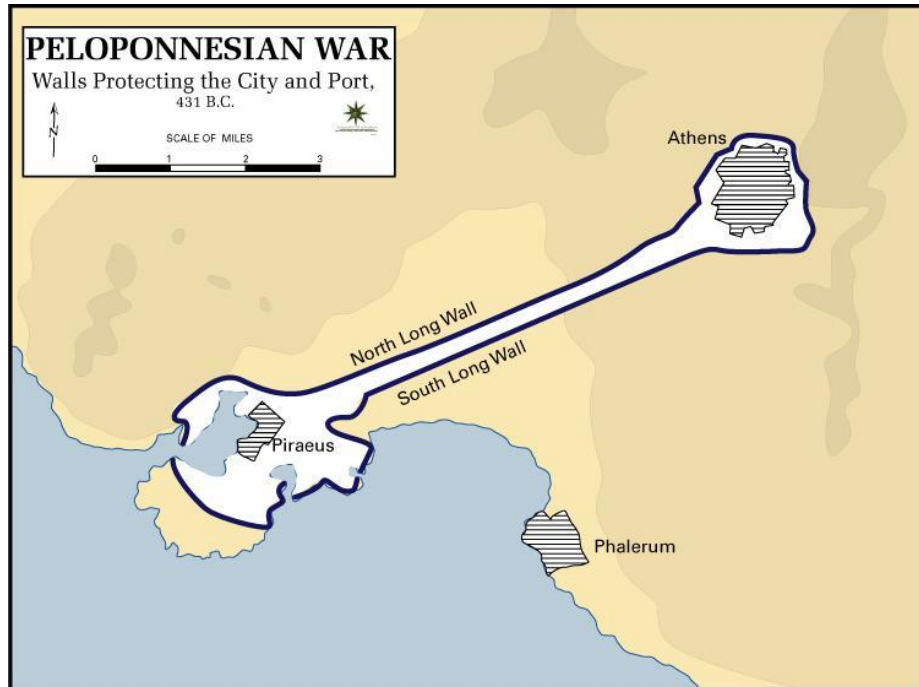 PELOPONNESIAN WAR
Walls Protecting the City and Port,
431 B.C.
N
SCALE OF MILES
0 1 2 3
Athens
North Long Wall
South Long Wall
Piraeus
Phalerum